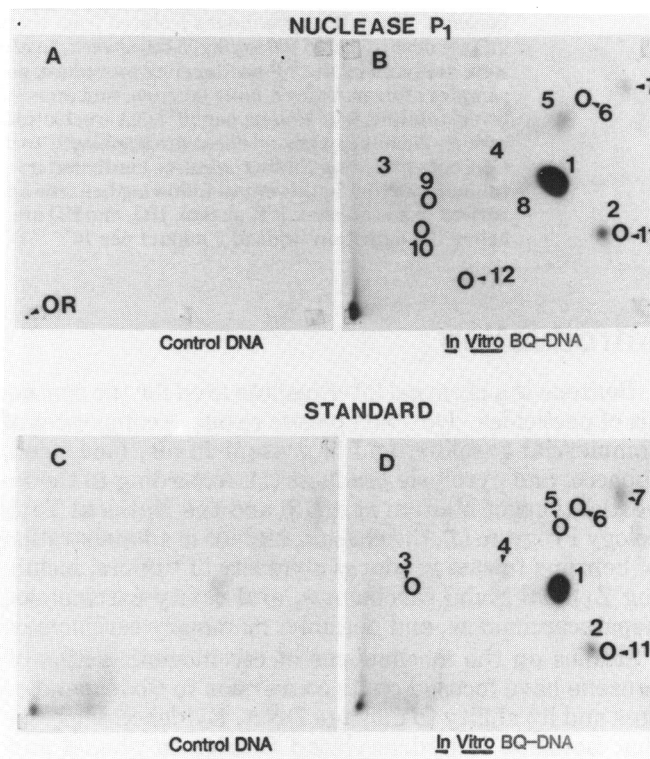 NUCLEASE P1
A
B
7
5
6
3
4
1
9
8
2
10
11
12
OR
Control DNA
In Vitro BQ-DNA
STANDARD
C
D
7
5
6
4
3
1
2
11
Control DNA
In Vitro BQ-DNA